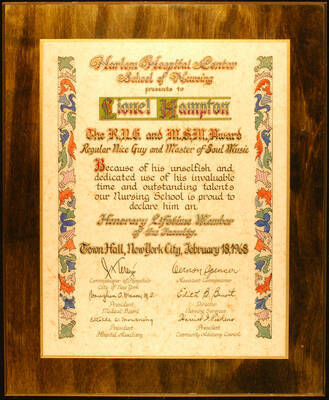 Harlem Hospital Center
School of Nursing
presents to
Lionel Hampton
The R.N.G. and M.S.M. Award
Regular Nice Guy and Master of Soul Music
Because of his unselfish and
dedicated use of his invaluable
time and outstanding talents
our Nursing School is proud to
declare him an
Honorary Lifetime Member
of the Faculty.
Town Hall, New York City, February 18, 1968
Commissioner of Hospitals
City of New York
Assistant Commissioner
M.D.
President
Medical Board
Edith B.
Director
Nursing Services
President
Hospital Auxiliary
Harriet
President
Community Advisory Council